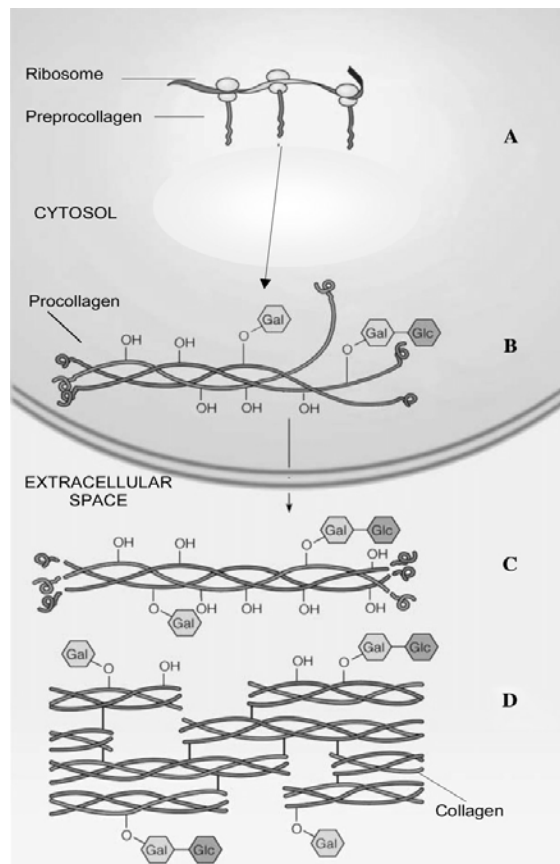 Ribosome
Preprocollagen
A
CYTOSOL
Procollagen
Gal
OH
OH
O
Gal
Glc
O
B
OH
OH
OH
EXTRACELLULAR
SPACE
Gal
Glc
OH
OH
O
OH
C
O
OH
OH
OH
OH
Gal
Gal
O
OH
OH
O
Gal
Glc
D
Collagen
O
O
Gal
Glc
Gal